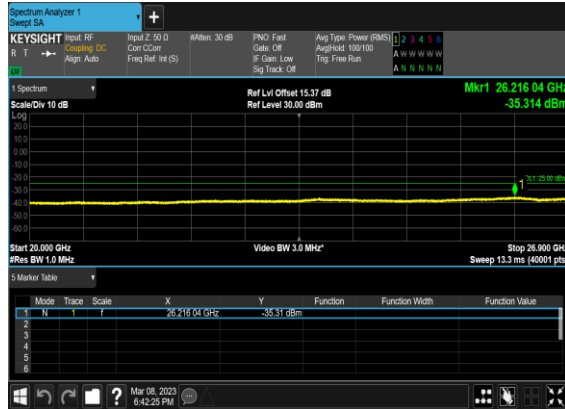 Spectrum Analyzer 1
Swept SA
+
KEYSIGHT Input: RF Input Z: 50 Ω #Atten: 30 dB PNO: Fast Avg Type: Power (RMS) 1 2 3 4 5 6
R T Coupling: DC Corr CCorr Gate: Off Avg|Hold: 100/100 A W W W W W
Align: Auto Freq Ref: Int (S) IF Gain: Low Trig: Free Run
Sig Track: Off A N N N N N
1 Spectrum Ref Lvl Offset 15.37 dB Mkr1 26.216 04 GHz
Scale/Div 10 dB Ref Level 30.00 dBm -35.314 dBm
Log
20.0
10.0
0.00
-10.0
-20.0
1 DL1 -25.00 dBm
-30.0
-40.0
-50.0
-60.0
Start 20.000 GHz Video BW 3.0 MHz* Stop 26.900 GHz
#Res BW 1.0 MHz Sweep 13.3 ms (40001 pts)
5 Marker Table
Mode Trace Scale X Y Function Function Width Function Value
1 N 1 f 26.216 04 GHz -35.31 dBm
2
3
4
5
6
? Mar 08, 2023
6:42:25 PM